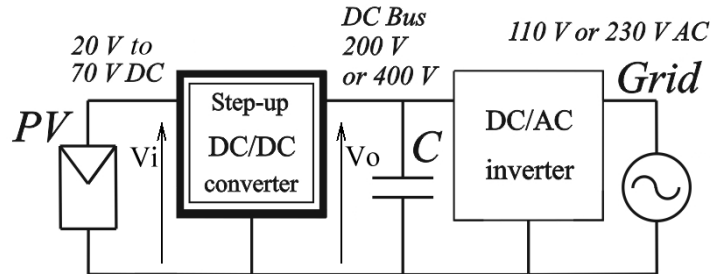 20 V to
70 V DC
DC Bus
200 V
or 400 V
110 V or 230 V AC
Grid
PV
Vi
Step-up
DC/DC
converter
Vo
C
DC/AC
inverter